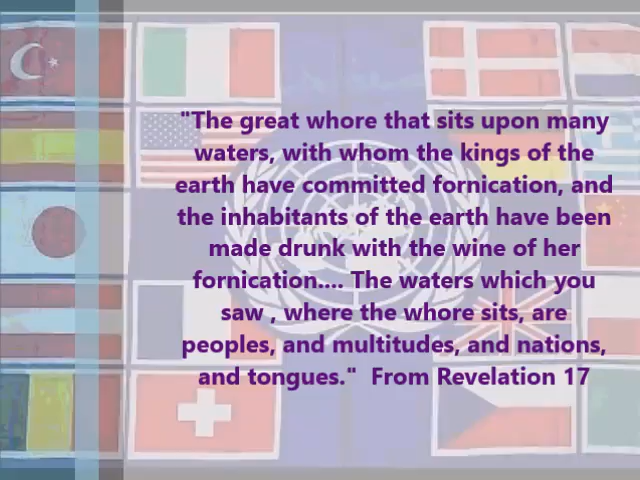 "The great whore that sits upon many
waters, with whom the kings of the
earth have committed fornication, and
the inhabitants of the earth have been
made drunk with the wine of her
fornication.... The waters which you
saw , where the whore sits, are
peoples, and multitudes, and nations,
and tongues."  From Revelation 17